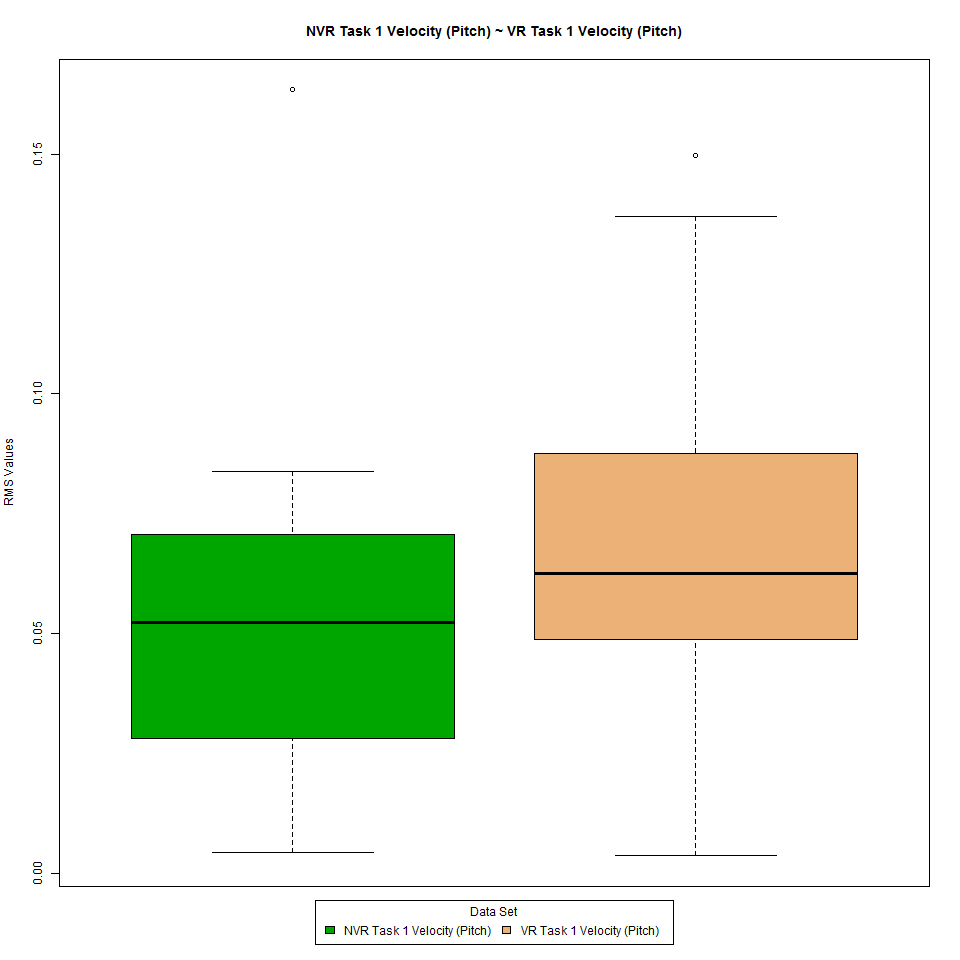 NVR Task 1 Velocity (Pitch) ~ VR Task 1 Velocity (Pitch)
RMS Values
0.15
0.10
0.05
0.00
Data Set
NVR Task 1 Velocity (Pitch) VR Task 1 Velocity (Pitch)